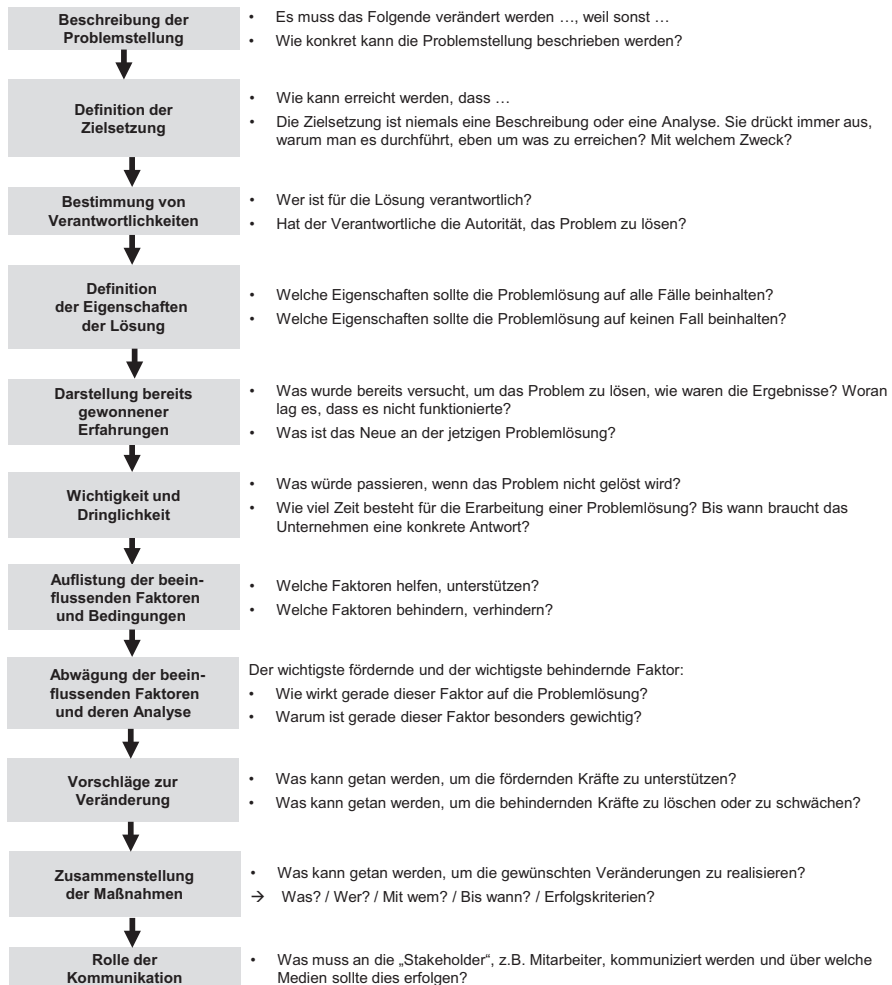 Beschreibung der
Problemstellung
• Es muss das Folgende verändert werden …, weil sonst …
• Wie konkret kann die Problemstellung beschrieben werden?
Definition der
Zielsetzung
• Wie kann erreicht werden, dass …
• Die Zielsetzung ist niemals eine Beschreibung oder eine Analyse. Sie drückt immer aus,
warum man es durchführt, eben um was zu erreichen? Mit welchem Zweck?
Bestimmung von
Verantwortlichkeiten
• Wer ist für die Lösung verantwortlich?
• Hat der Verantwortliche die Autorität, das Problem zu lösen?
Definition
der Eigenschaften
der Lösung
• Welche Eigenschaften sollte die Problemlösung auf alle Fälle beinhalten?
• Welche Eigenschaften sollte die Problemlösung auf keinen Fall beinhalten?
Darstellung bereits
gewonnener
Erfahrungen
• Was wurde bereits versucht, um das Problem zu lösen, wie waren die Ergebnisse? Woran
lag es, dass es nicht funktionierte?
• Was ist das Neue an der jetzigen Problemlösung?
Wichtigkeit und
Dringlichkeit
• Was würde passieren, wenn das Problem nicht gelöst wird?
• Wie viel Zeit besteht für die Erarbeitung einer Problemlösung? Bis wann braucht das
Unternehmen eine konkrete Antwort?
Auflistung der beein-
flussenden Faktoren
und Bedingungen
• Welche Faktoren helfen, unterstützen?
• Welche Faktoren behindern, verhindern?
Abwägung der beein-
flussenden Faktoren
und deren Analyse
Der wichtigste fördernde und der wichtigste behindernde Faktor:
• Wie wirkt gerade dieser Faktor auf die Problemlösung?
• Warum ist gerade dieser Faktor besonders gewichtig?
Vorschläge zur
Veränderung
• Was kann getan werden, um die fördernden Kräfte zu unterstützen?
• Was kann getan werden, um die behindernden Kräfte zu löschen oder zu schwächen?
Zusammenstellung
der Maßnahmen
• Was kann getan werden, um die gewünschten Veränderungen zu realisieren?
→ Was? / Wer? / Mit wem? / Bis wann? / Erfolgskriterien?
Rolle der
Kommunikation
• Was muss an die „Stakeholder“, z.B. Mitarbeiter, kommuniziert werden und über welche
Medien sollte dies erfolgen?